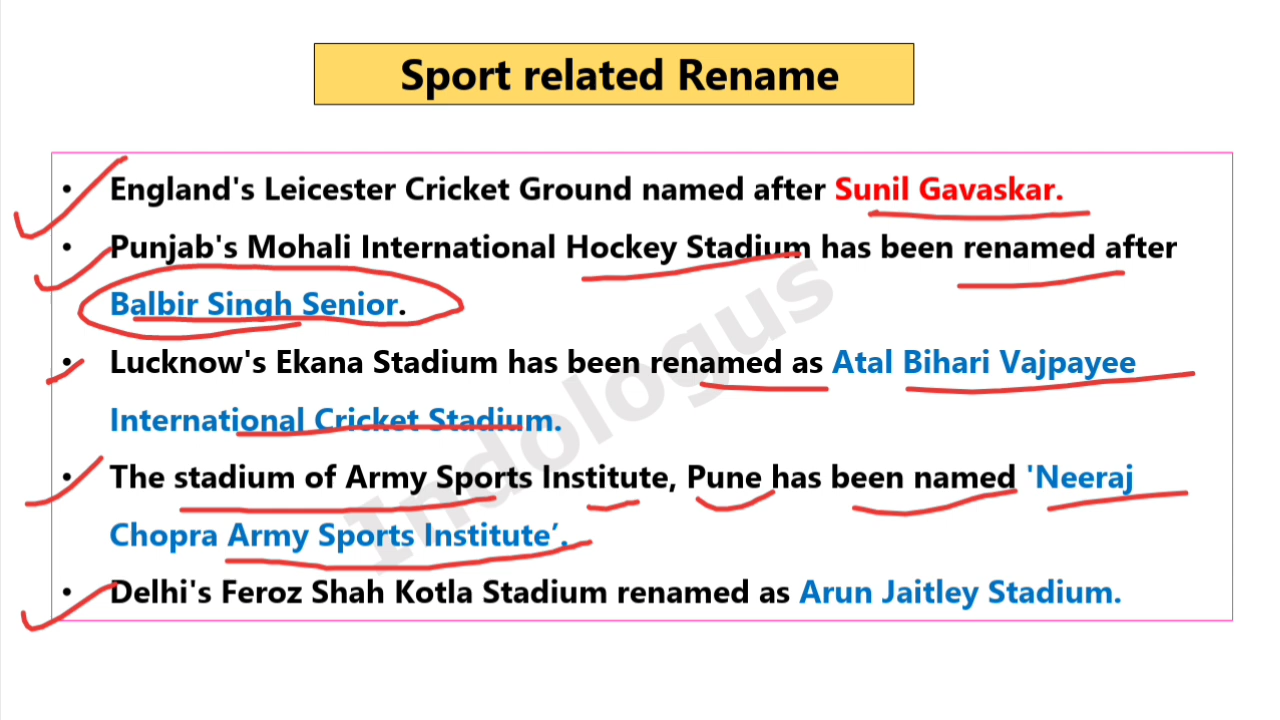 Sport related Rename
• England's Leicester Cricket Ground named after Sunil Gavaskar.
• Punjab's Mohali International Hockey Stadium has been renamed after
Balbir Singh Senior.
• Lucknow's Ekana Stadium has been renamed as Atal Bihari Vajpayee
International Cricket Stadium.
• The stadium of Army Sports Institute, Pune has been named 'Neeraj
Chopra Army Sports Institute’.
• Delhi's Feroz Shah Kotla Stadium renamed as Arun Jaitley Stadium.
Indologus